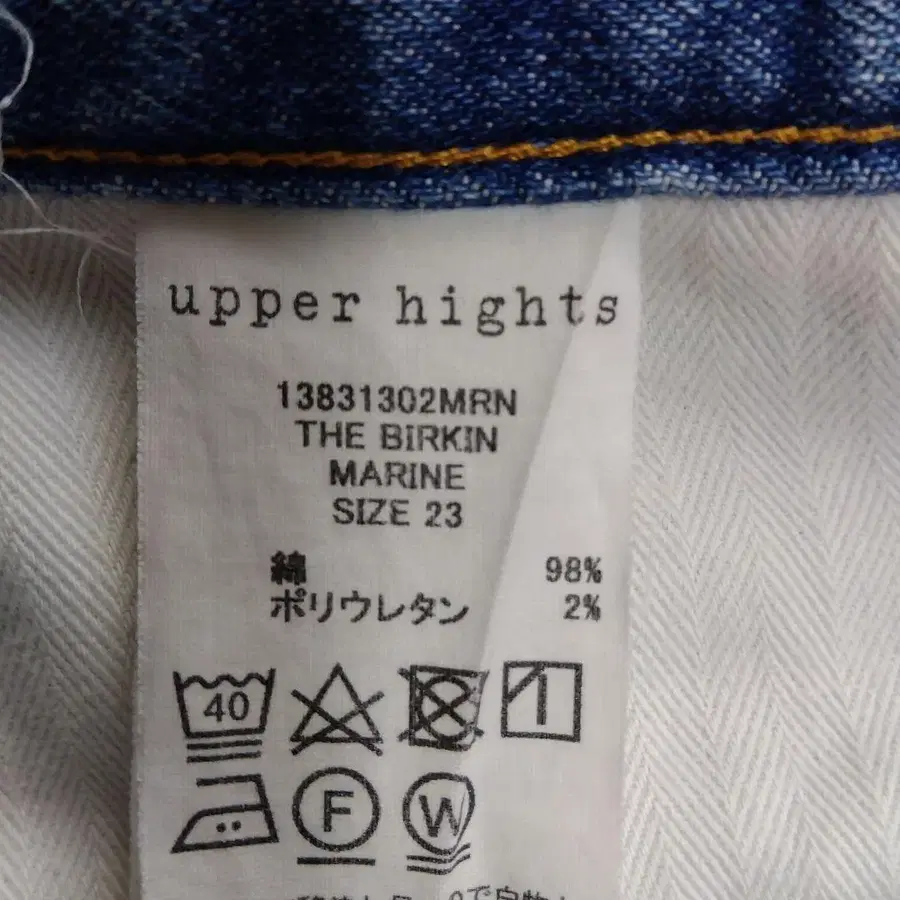 upper hights
13831302MRN
THE BIRKIN
MARINE
SIZE 23
綿 98%
ポリウレタン 2%
40
F
W